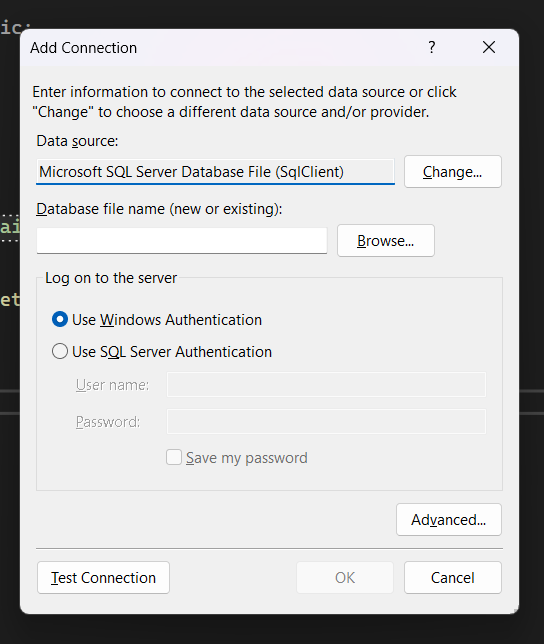 ic:
Add Connection
?
Enter information to connect to the selected data source or click
"Change" to choose a different data source and/or provider.
Data source:
Microsoft SQL Server Database File (SqlClient)
Change...
Database file name (new or existing):
Browse...
Log on to the server
Use Windows Authentication
Use SQL Server Authentication
User name:
Password:
Save my password
Advanced...
Test Connection
OK
Cancel
ai
et